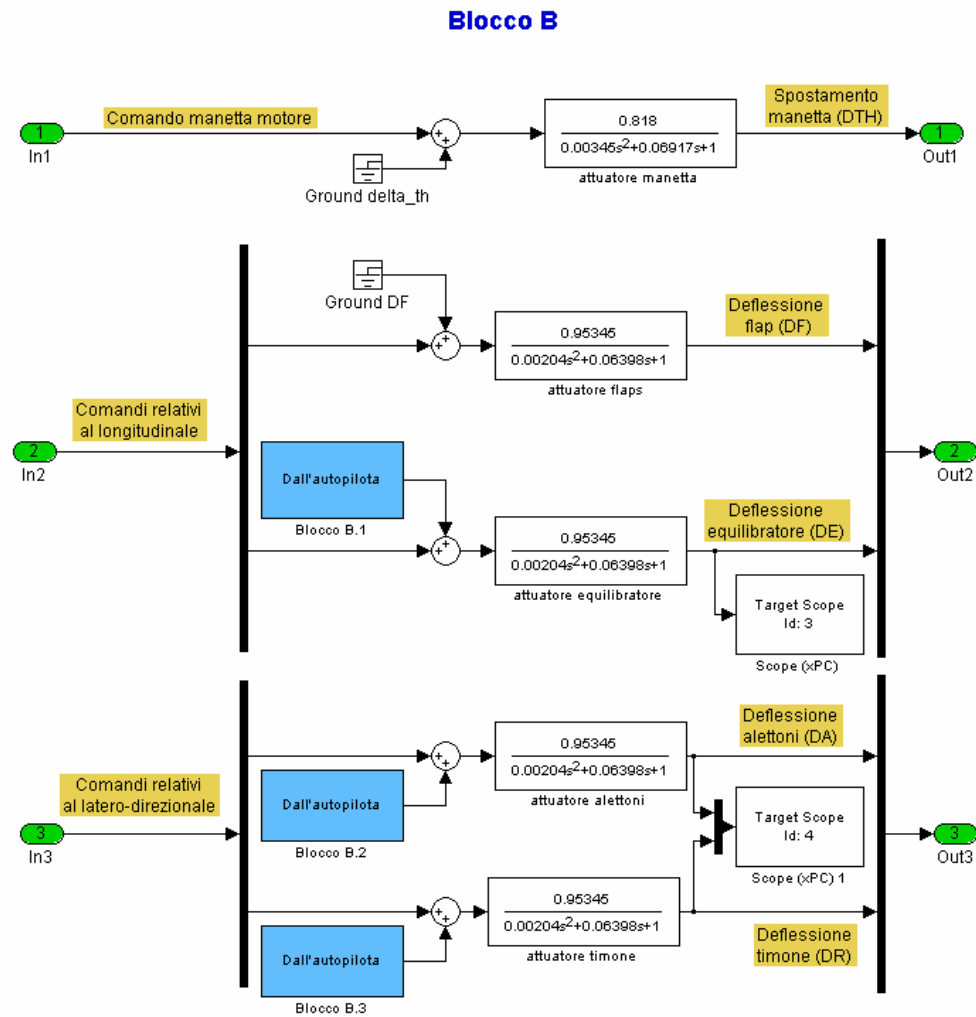 Blocco B
Comando manetta motore
1
In1
Ground delta_th
0.818
0.00345s²+0.06917s+1
attuatore manetta
Spostamento
manetta (DTH)
1
Out1
Ground DF
0.95345
0.00204s²+0.06398s+1
attuatore flaps
Deflessione
flap (DF)
Comandi relativi
al longitudinale
2
In2
Dall'autopilota
Blocco B.1
0.95345
0.00204s²+0.06398s+1
attuatore equilibratore
Deflessione
equilibratore (DE)
Target Scope
Id: 3
Scope (xPC)
2
Out2
Comandi relativi
al latero-direzionale
3
In3
Dall'autopilota
Blocco B.2
0.95345
0.00204s²+0.06398s+1
attuatore alettoni
Deflessione
alettoni (DA)
Target Scope
Id: 4
Scope (xPC) 1
3
Out3
Dall'autopilota
Blocco B.3
0.95345
0.00204s²+0.06398s+1
attuatore timone
Deflessione
timone (DR)